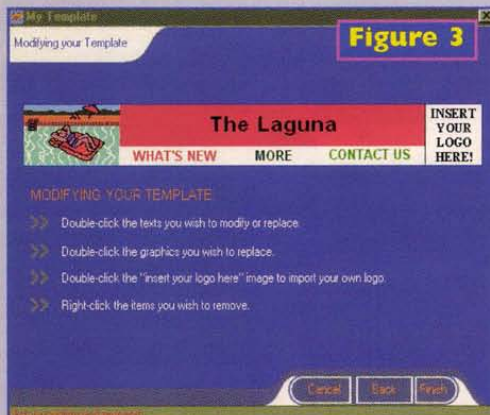 My Template
Modifying your Template
Figure 3
The Laguna
WHAT'S NEW MORE CONTACT US
INSERT
YOUR
LOGO
HERE!
MODIFYING YOUR TEMPLATE
>> Double-click the texts you wish to modify or replace.
>> Double-click the graphics you wish to replace.
>> Double-click the "insert your logo here" image to import your own logo.
>> Right-click the items you wish to remove.
Cancel Back Finish